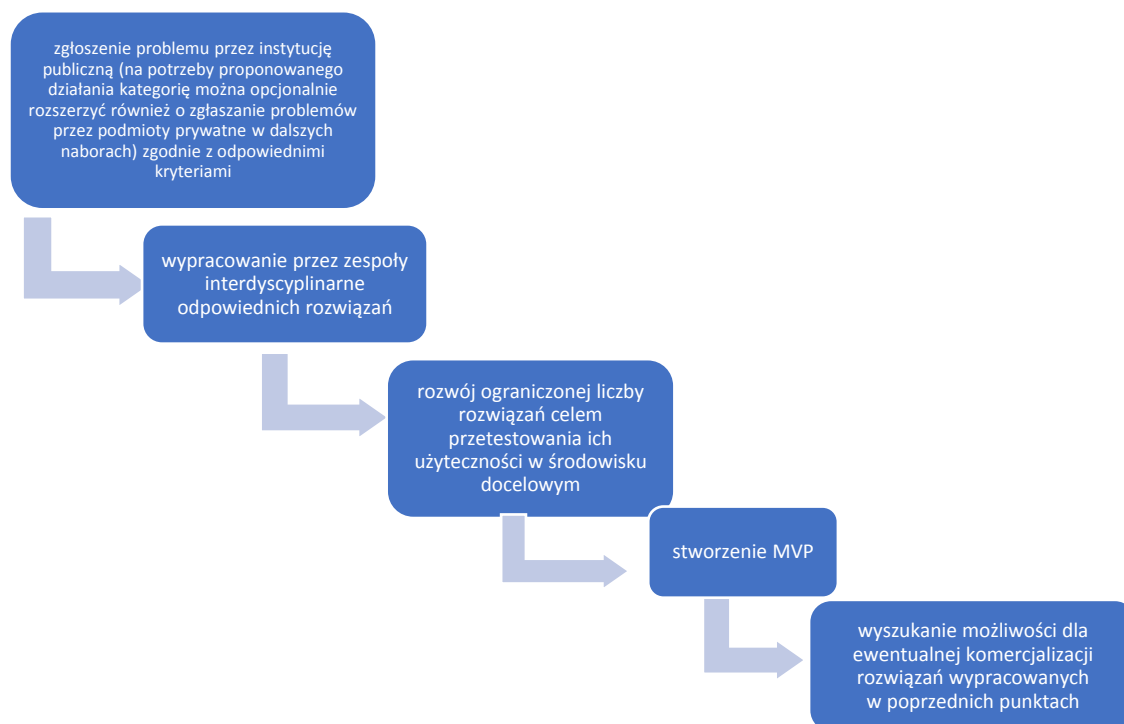 zgłoszenie problemu przez instytucję
publiczną (na potrzeby proponowanego
działania kategorię można opcjonalnie
rozszerzyć również o zgłaszanie problemów
przez podmioty prywatne w dalszych
naborach) zgodnie z odpowiednimi
kryteriami
wypracowanie przez zespoły
interdyscyplinarne
odpowiednich rozwiązań
rozwój ograniczonej liczby
rozwiązań celem
przetestowania ich
użyteczności w środowisku
docelowym
stworzenie MVP
wyszukanie możliwości dla
ewentualnej komercjalizacji
rozwiązań wypracowanych
w poprzednich punktach